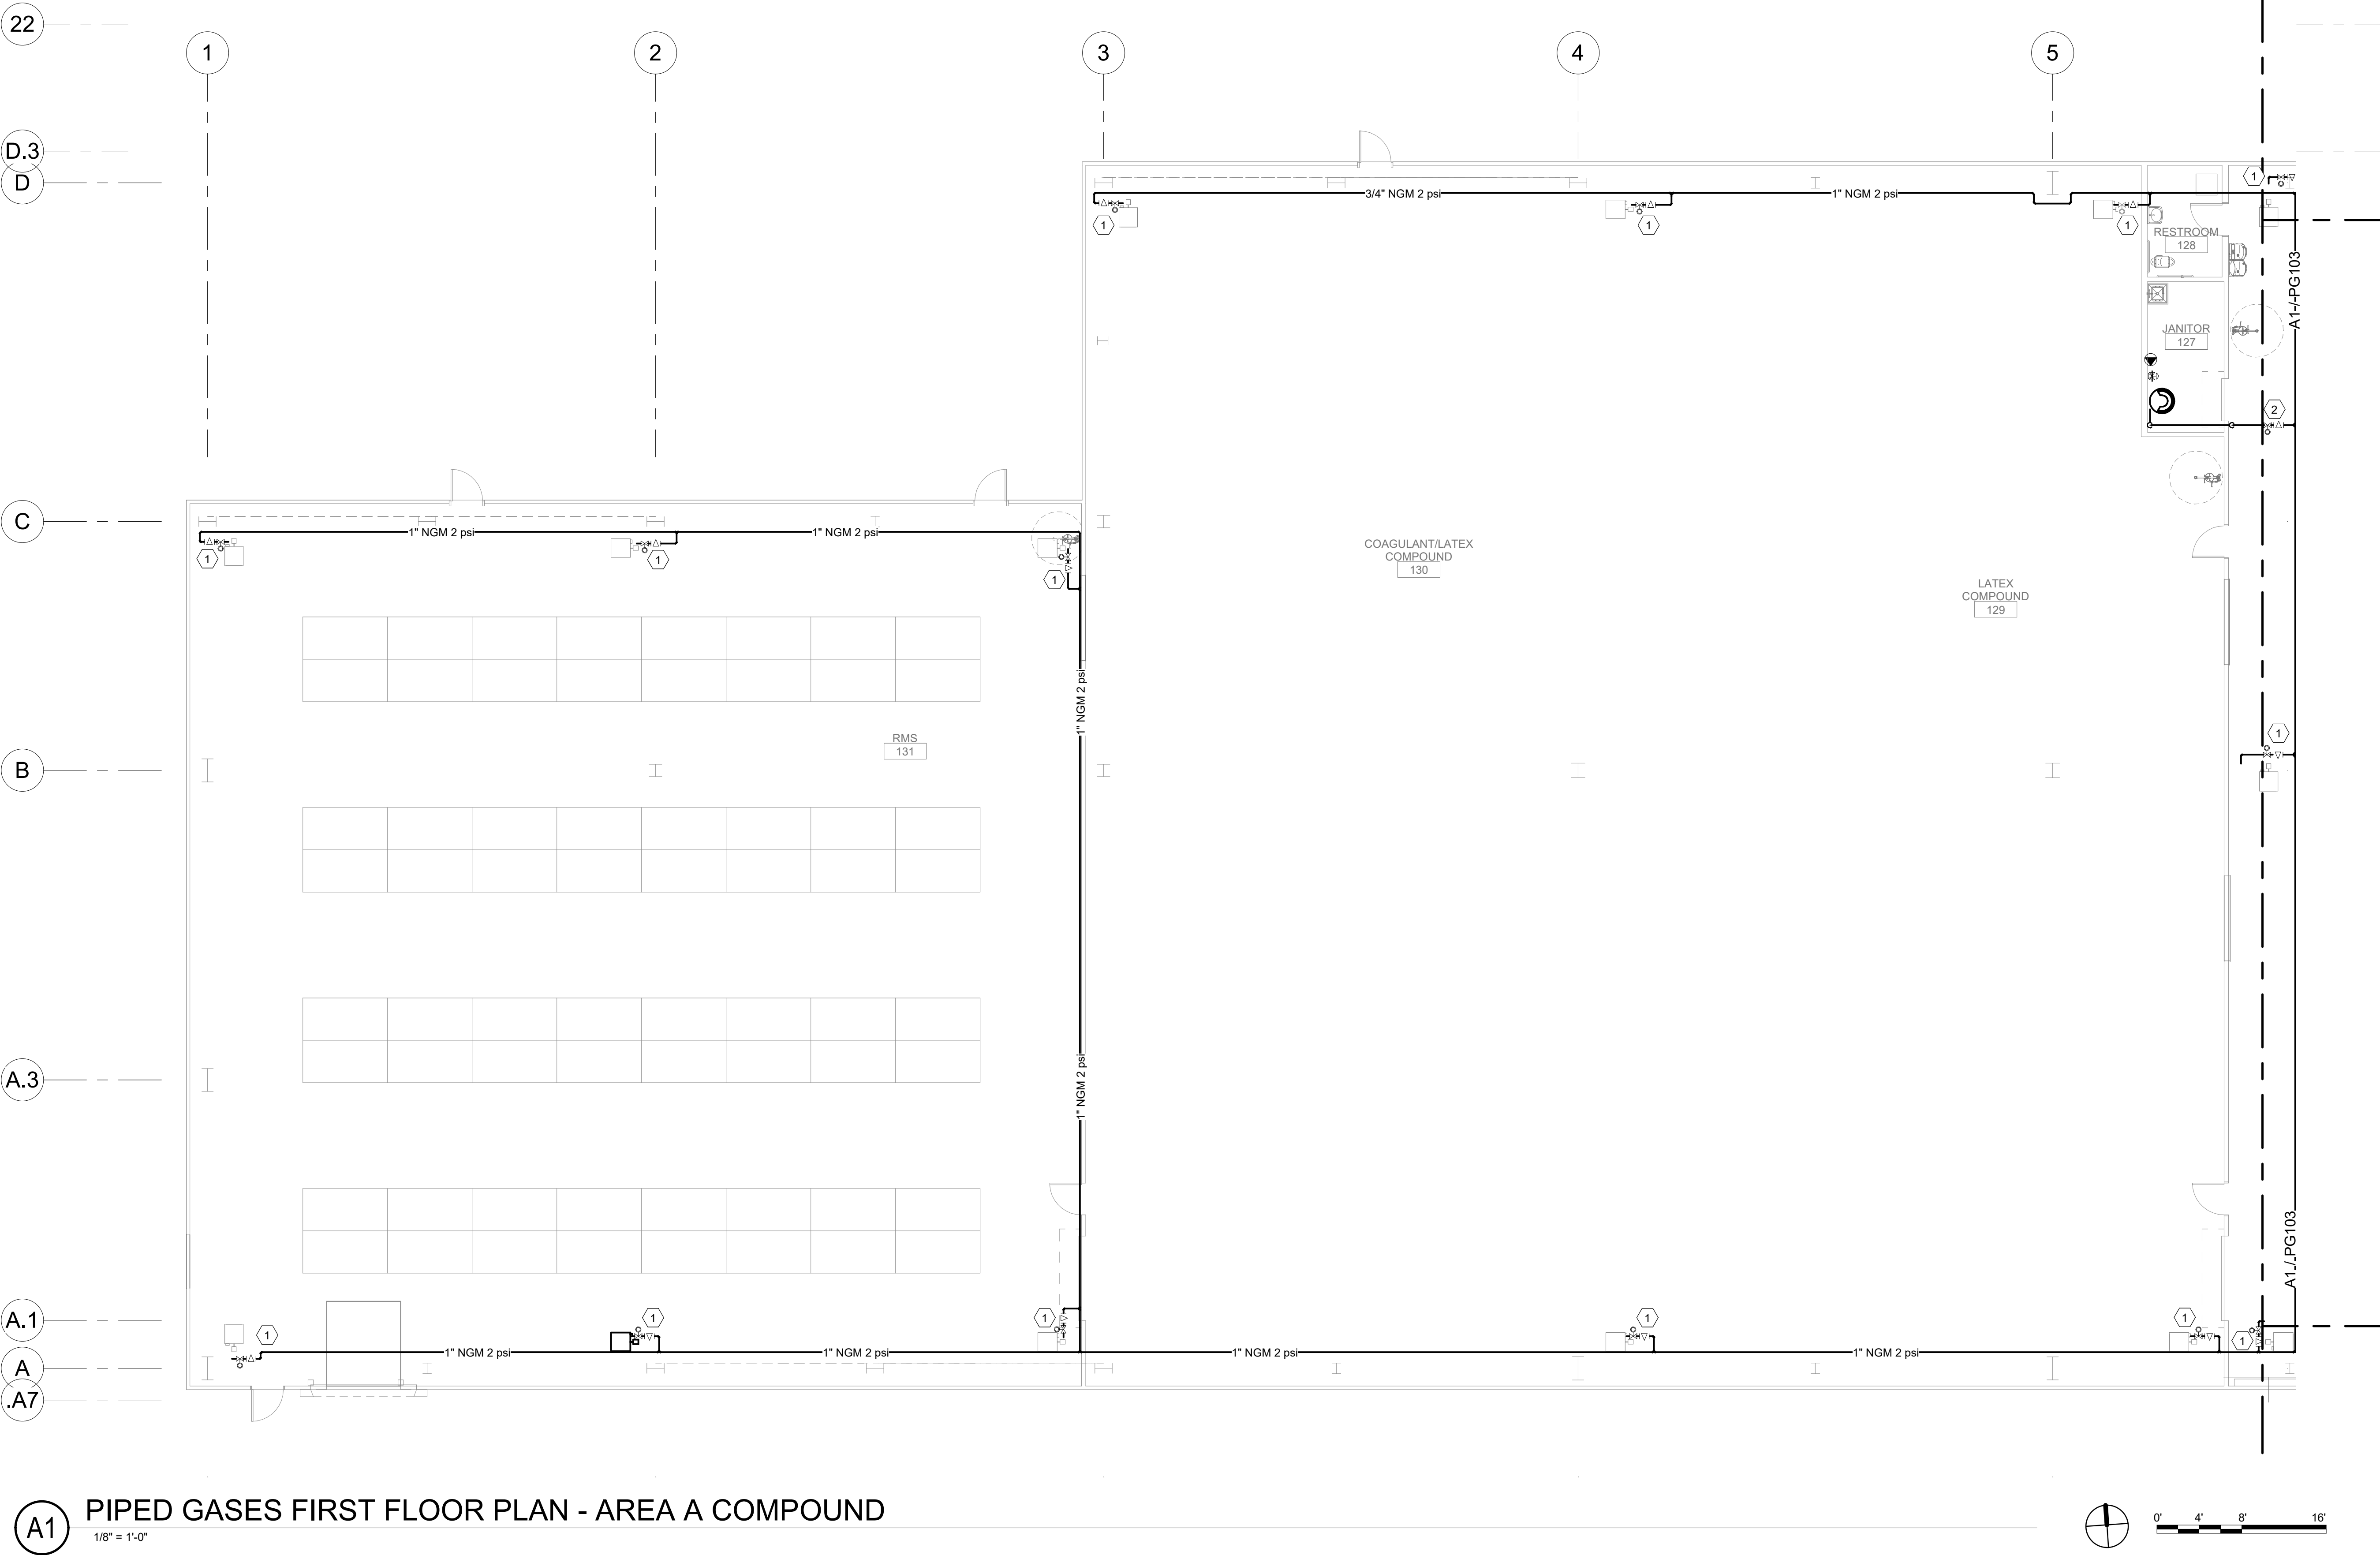 22
1
2
3
4
5
D.3
D
3/4" NGM 2 psi
1" NGM 2 psi
1
1
1
1
RESTROOM
128
A1-/-PG103
JANITOR
127
2
C
1" NGM 2 psi
1" NGM 2 psi
1
1
1
COAGULANT/LATEX
COMPOUND
130
LATEX
COMPOUND
129
1" NGM 2 psi
RMS
131
1
B
A.3
1" NGM 2 psi
A1-/-PG103
A.1
1
1
1
1
1
1
A
1" NGM 2 psi
1" NGM 2 psi
1" NGM 2 psi
1" NGM 2 psi
.A7
A1
PIPED GASES FIRST FLOOR PLAN - AREA A COMPOUND
1/8" = 1'-0"
0' 4' 8' 16'